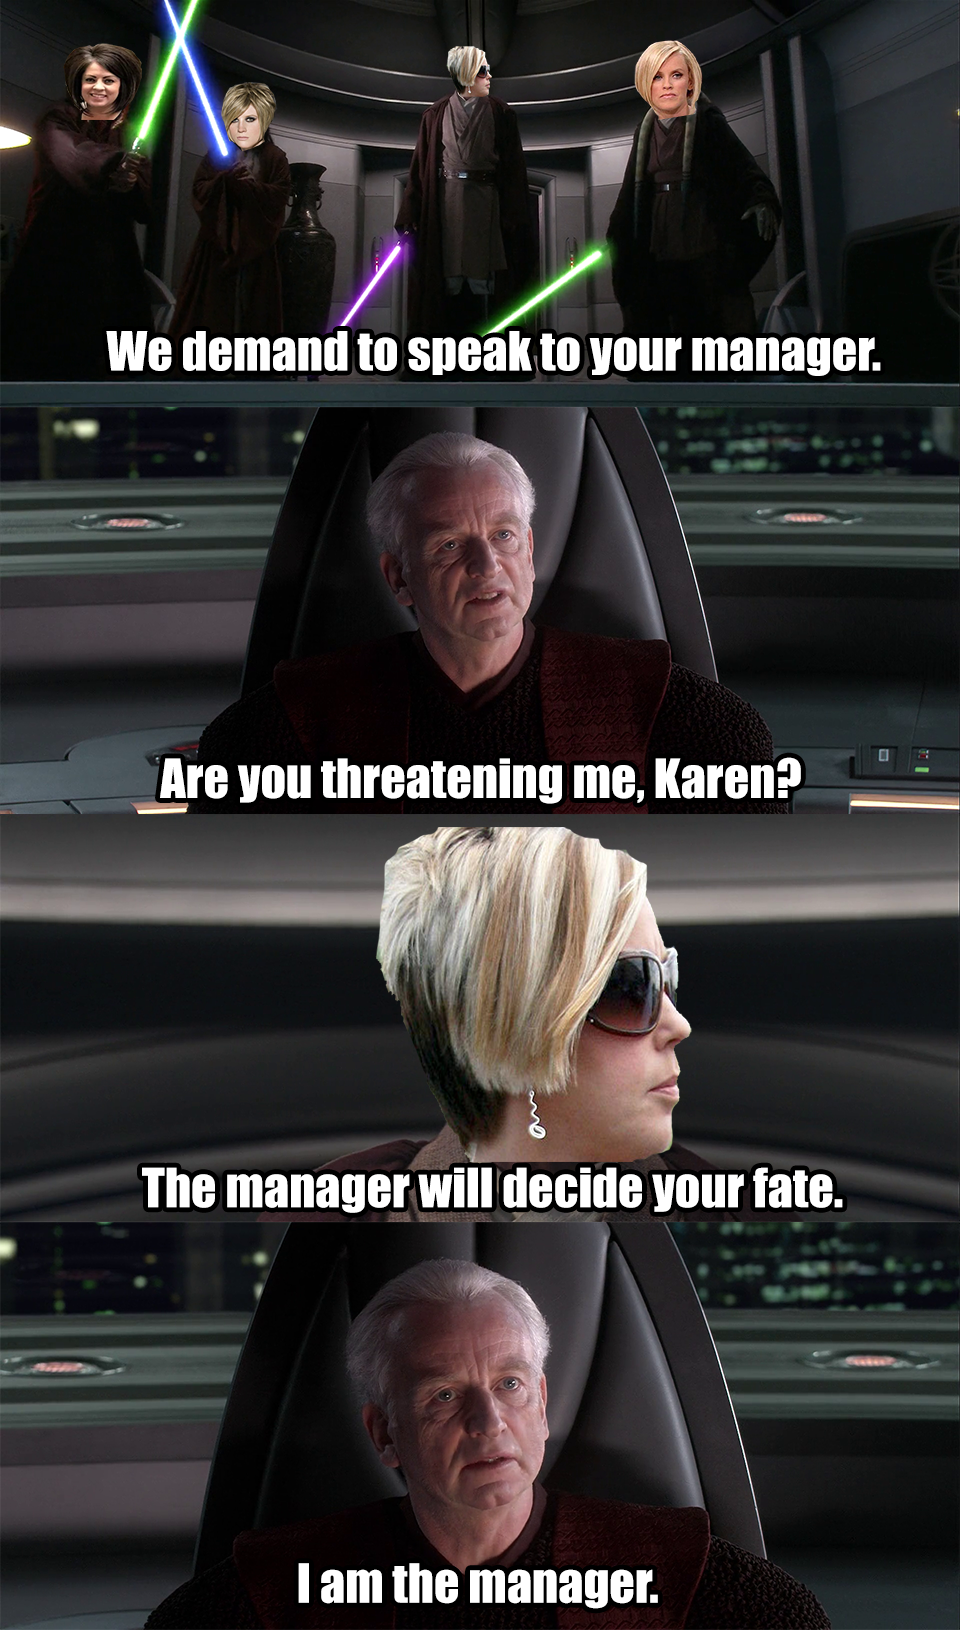 We demand to speak to your manager.
Are you threatening me, Karen?
The manager will decide your fate.
I am the manager.